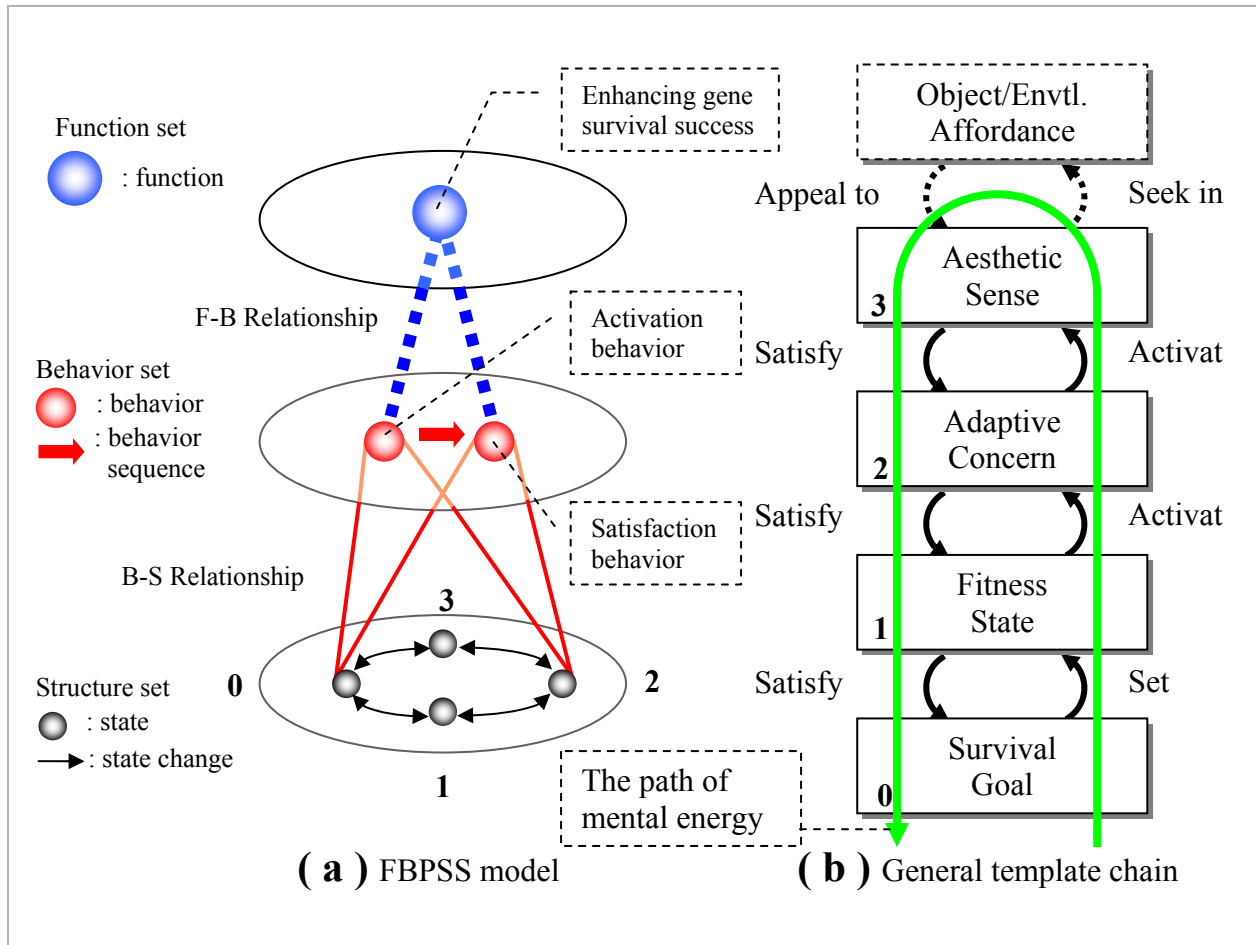 Function set
: function
Enhancing gene
survival success
F-B Relationship
Activation
behavior
Behavior set
: behavior
: behavior
sequence
Satisfaction
behavior
B-S Relationship
3
0
2
1
Structure set
: state
: state change
( a ) FBPSS model
Object/Envtl.
Affordance
Appeal to
Seek in
Aesthetic
Sense
3
Satisfy
Activat
Adaptive
Concern
2
Satisfy
Activat
Fitness
State
1
Satisfy
Set
Survival
Goal
0
The path of
mental energy
( b ) General template chain